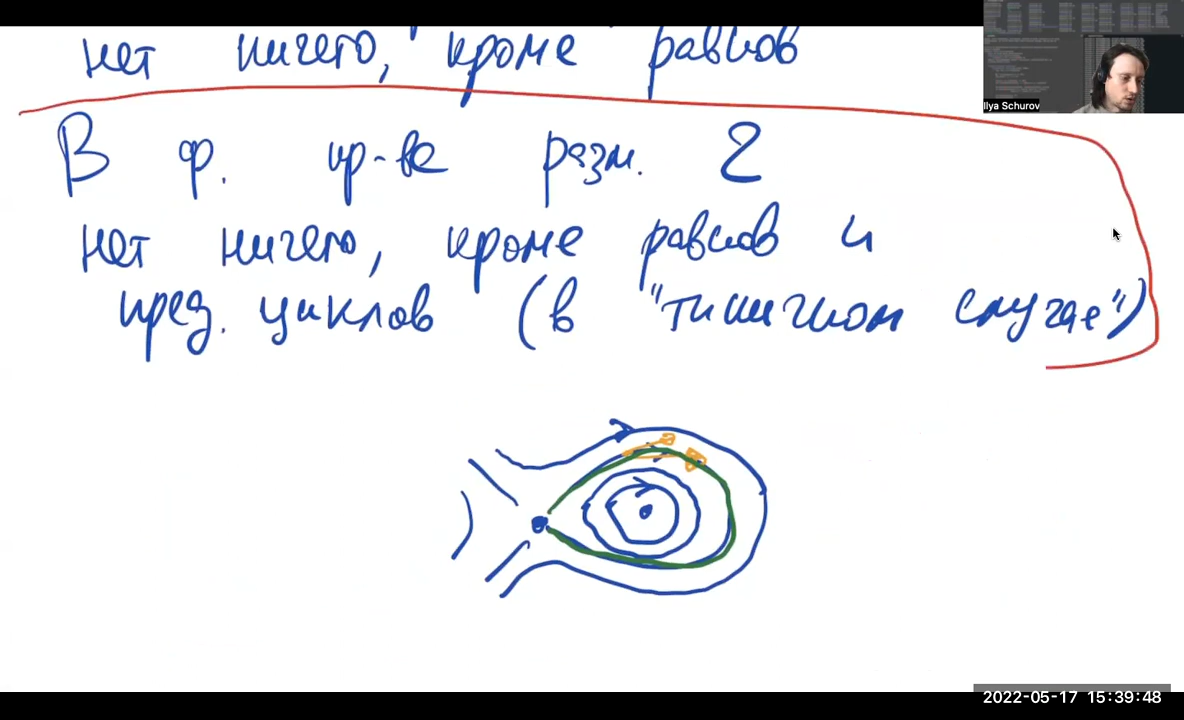 нет ничего, кроме равнов
Ilya Schurov
В ф. пр-ве разм. 2
нет ничего, кроме равнов и
пред. циклов (в "типичном случае")
2022-05-17 15:39:48